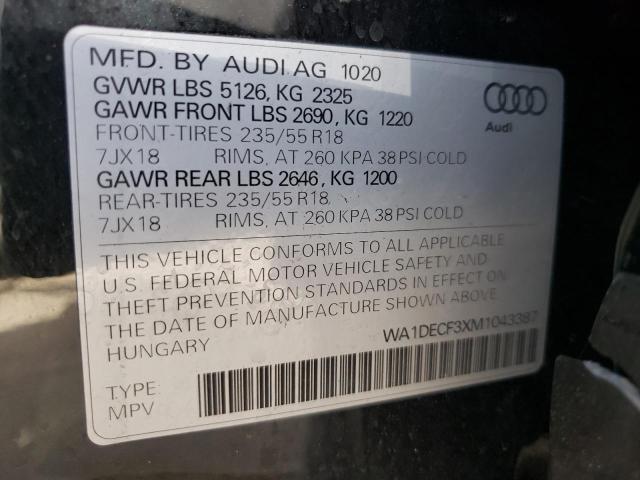 MFD. BY AUDI AG 1020
GVWR LBS 5126, KG 2325
GAWR FRONT LBS 2690, KG 1220
FRONT-TIRES 235/55 R18
7JX18 RIMS, AT 260 KPA 38 PSI COLD
GAWR REAR LBS 2646, KG 1200
REAR-TIRES 235/55 R18
7JX18 RIMS, AT 260 KPA 38 PSI COLD
Audi
THIS VEHICLE CONFORMS TO ALL APPLICABLE
U.S. FEDERAL MOTOR VEHICLE SAFETY AND
THEFT PREVENTION STANDARDS IN EFFECT ON
THE DATE OF MANUFACTURE SHOWN ABOVE
HUNGARY
WA1DECF3XM1043387
TYPE:
MPV